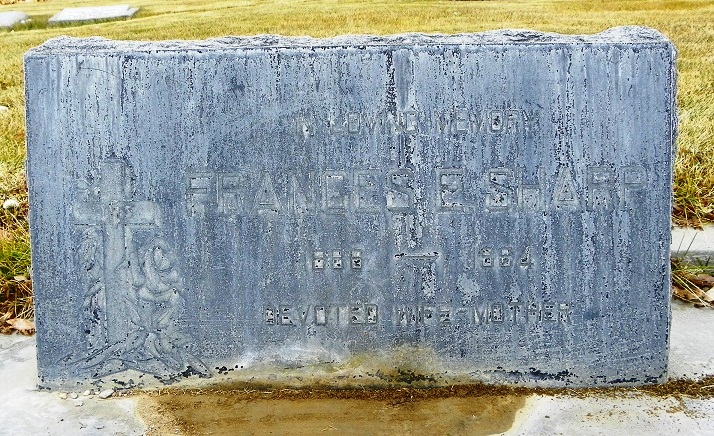 IN LOVING MEMORY
FRANCES E. SHARP
DEVOTED WIFE-MOTHER